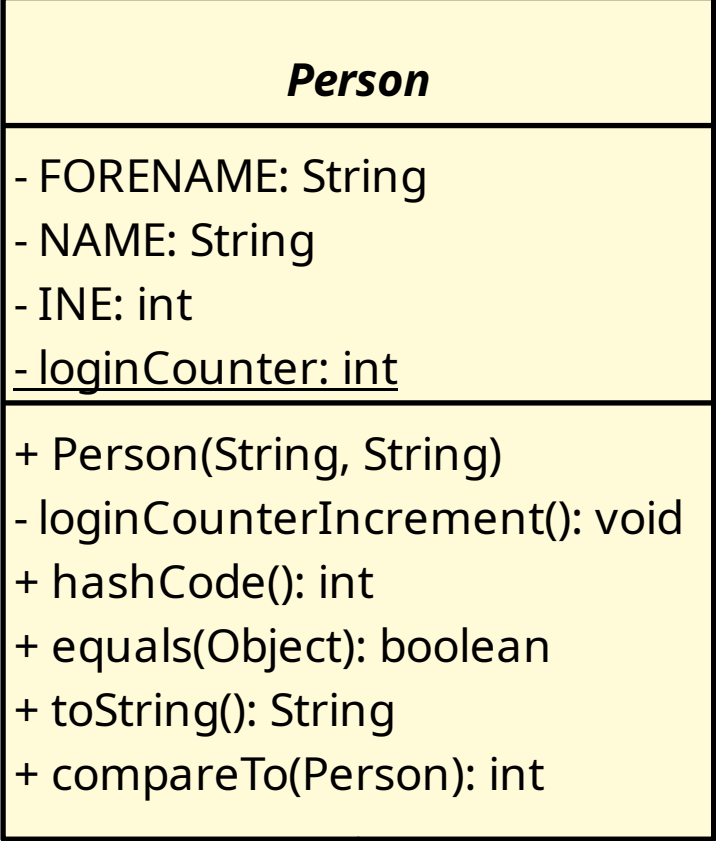 Person
- FORENAME: String
- NAME: String
- INE: int
- loginCounter: int
+ Person(String, String)
- loginCounterIncrement(): void
+ hashCode(): int
+ equals(Object): boolean
+ toString(): String
+ compareTo(Person): int